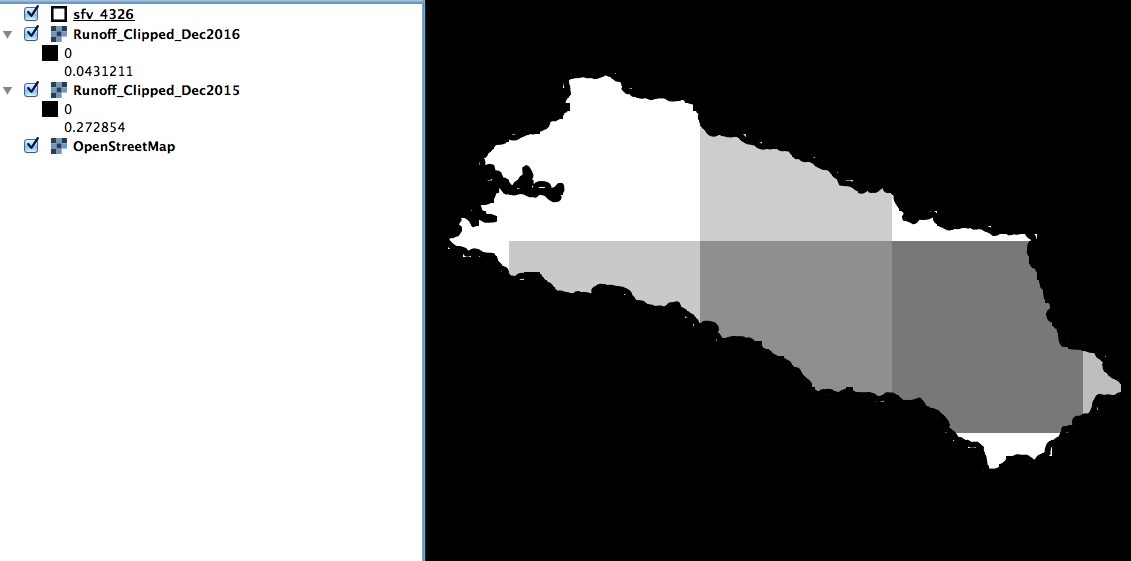 sfv_4326
Runoff_Clipped_Dec2016
0
0.0431211
Runoff_Clipped_Dec2015
0
0.272854
OpenStreetMap